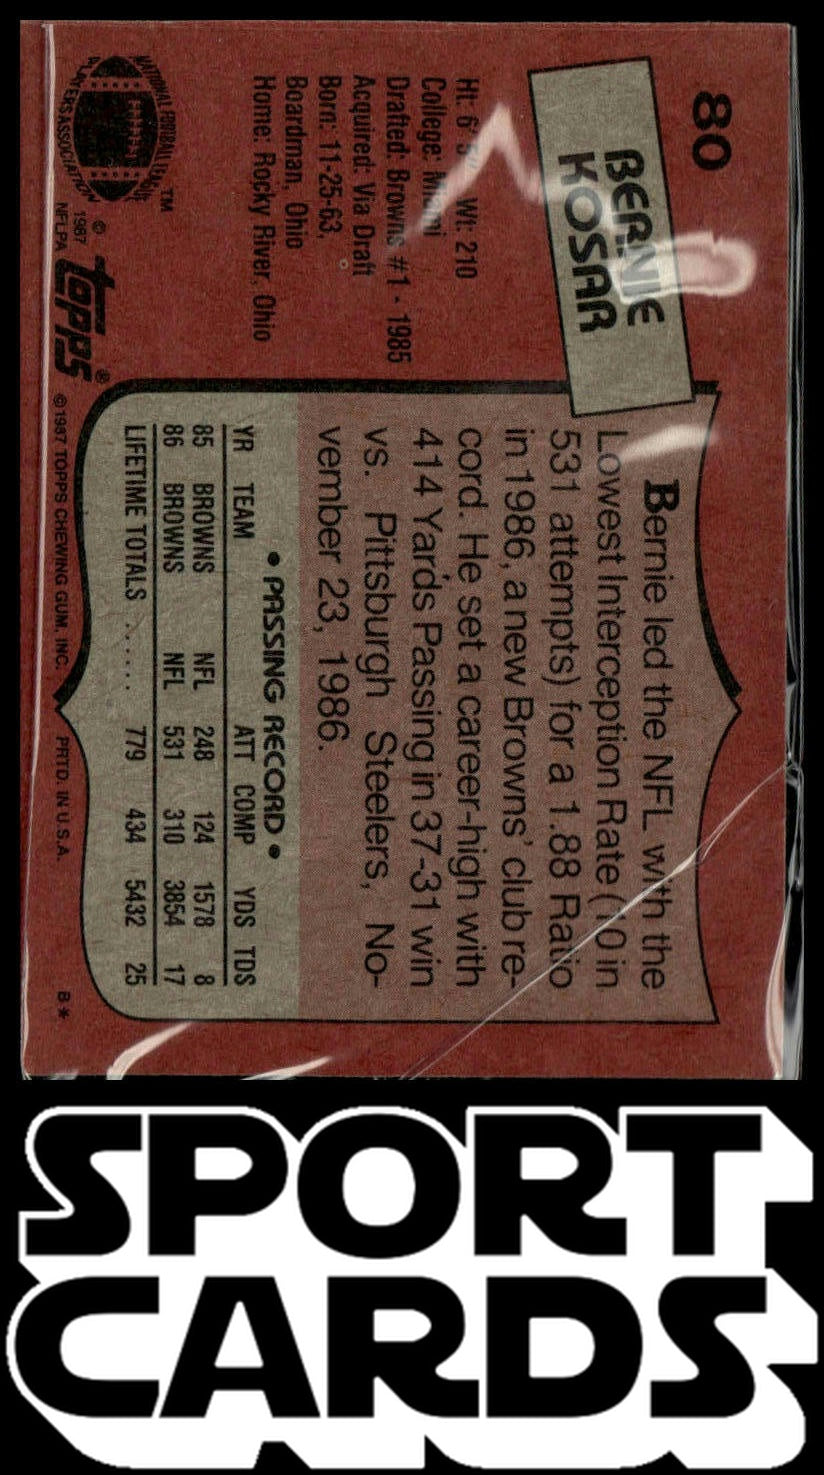 80
BERNIE
KOSAR
Ht: 6' 5" Wt: 210
College: Miami
Drafted: Browns #1 - 1985
Acquired: Via Draft
Born: 11-25-63,
Boardman, Ohio
Home: Rocky River, Ohio
NATIONAL FOOTBALL LEAGUE
PLAYERS ASSOCIATION
TM
© 1987
NFLPA
topps®
Bernie led the NFL with the
Lowest Interception Rate (10 in
531 attempts) for a 1.88 Ratio
in 1986, a new Browns' club re-
cord. He set a career-high with
414 Yards Passing in 37-31 win
vs. Pittsburgh Steelers, No-
vember 23, 1986.
• PASSING RECORD •
YR TEAM ATT COMP YDS TDS
85 BROWNS NFL 248 124 1578 8
86 BROWNS NFL 531 310 3854 17
LIFETIME TOTALS ...... 779 434 5432 25
©1987 TOPPS CHEWING GUM, INC. PRTD. IN U.S.A. B*
SPORT
CARDS